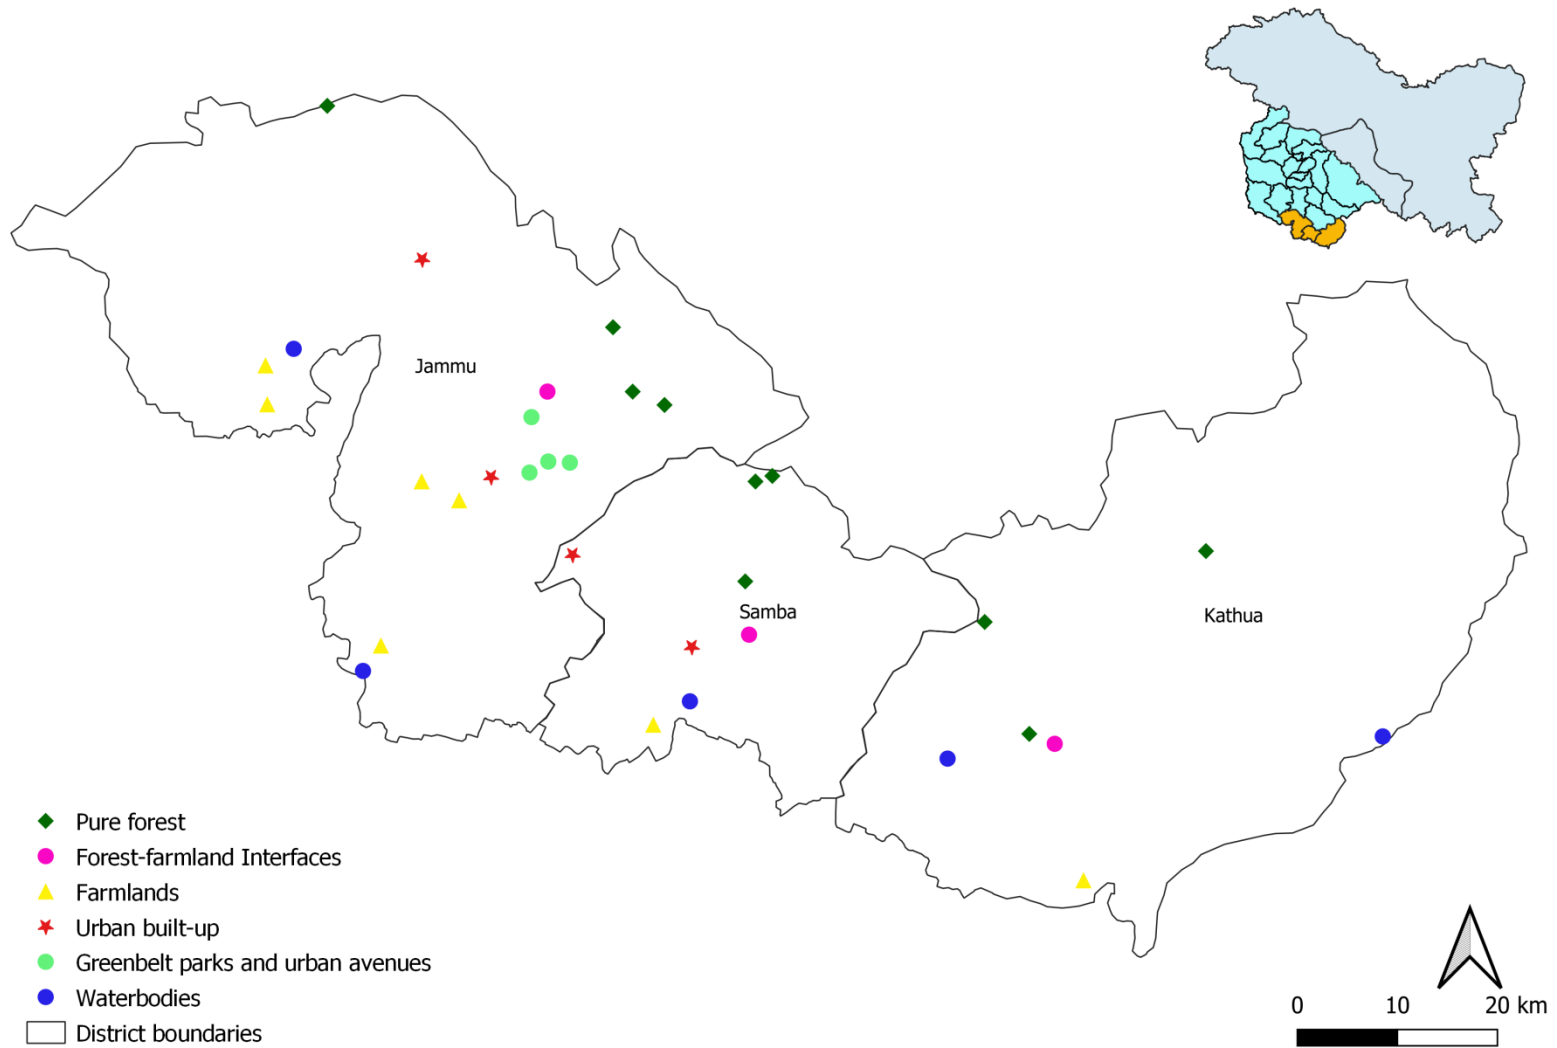 Jammu
Samba
Kathua
Pure forest
Forest-farmland Interfaces
Farmlands
Urban built-up
Greenbelt parks and urban avenues
Waterbodies
District boundaries
0 10 20 km